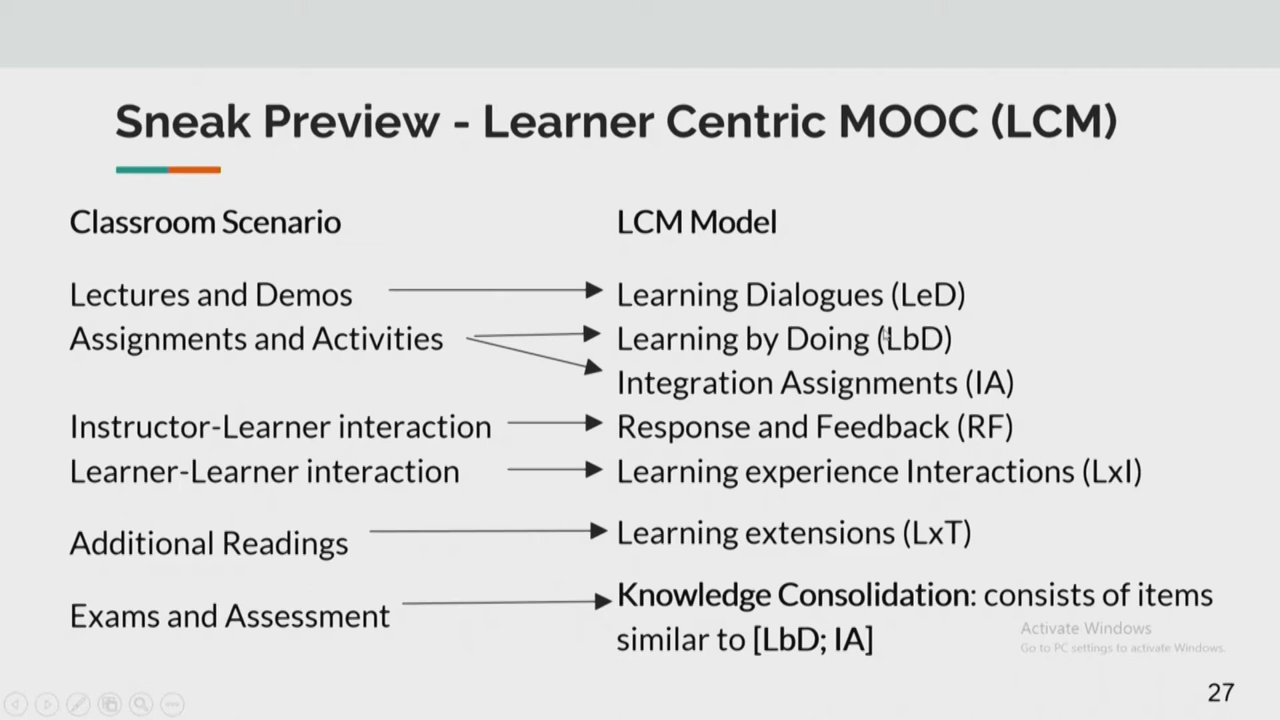 Sneak Preview - Learner Centric MOOC (LCM)
Classroom Scenario
LCM Model
Lectures and Demos
Learning Dialogues (LeD)
Assignments and Activities
Learning by Doing (LbD)
Integration Assignments (IA)
Instructor-Learner interaction
Response and Feedback (RF)
Learner-Learner interaction
Learning experience Interactions (LxI)
Additional Readings
Learning extensions (LxT)
Exams and Assessment
Knowledge Consolidation: consists of items
similar to [LbD; IA]
Activate Windows
Go to PC settings to activate Windows.
27